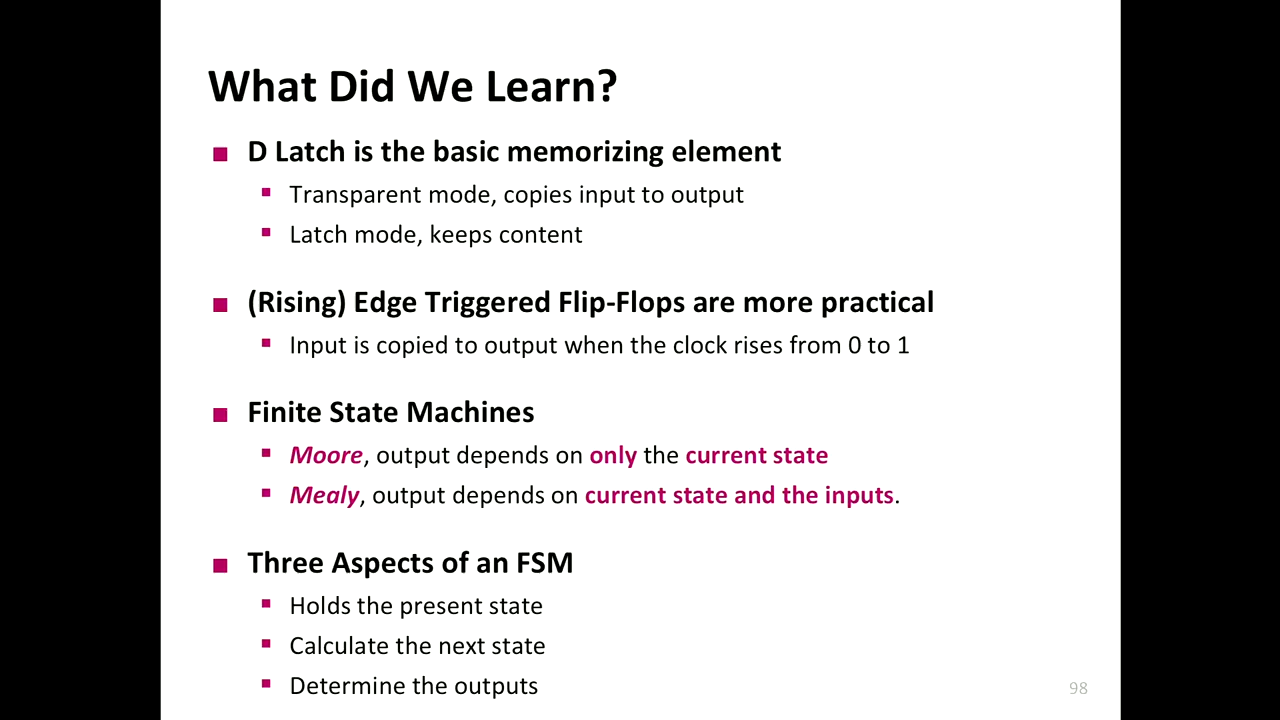 What Did We Learn?
D Latch is the basic memorizing element
Transparent mode, copies input to output
Latch mode, keeps content
(Rising) Edge Triggered Flip-Flops are more practical
Input is copied to output when the clock rises from 0 to 1
Finite State Machines
Moore, output depends on only the current state
Mealy, output depends on current state and the inputs.
Three Aspects of an FSM
Holds the present state
Calculate the next state
Determine the outputs
98